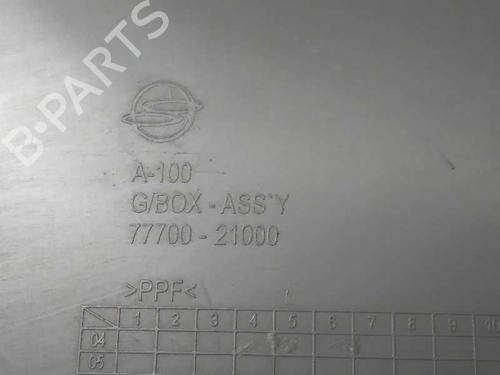 B-PARTS
A-100
G/BOX - ASS'Y
77700 - 21000
>PPF<
1 2 3 4 5 6 7 8 9 10
04
05